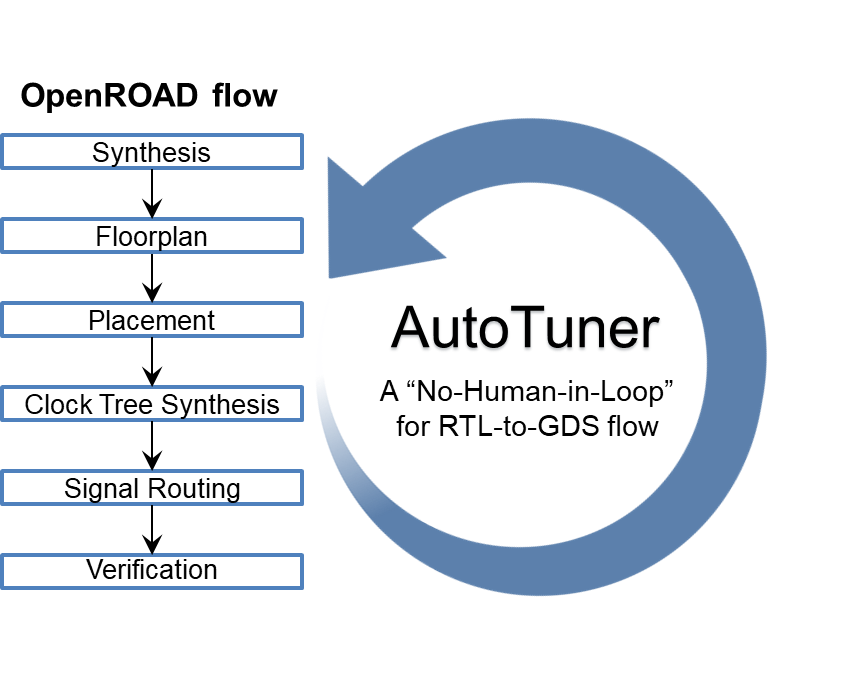 OpenROAD flow
Synthesis
Floorplan
Placement
Clock Tree Synthesis
Signal Routing
Verification
AutoTuner
A “No-Human-in-Loop”
for RTL-to-GDS flow